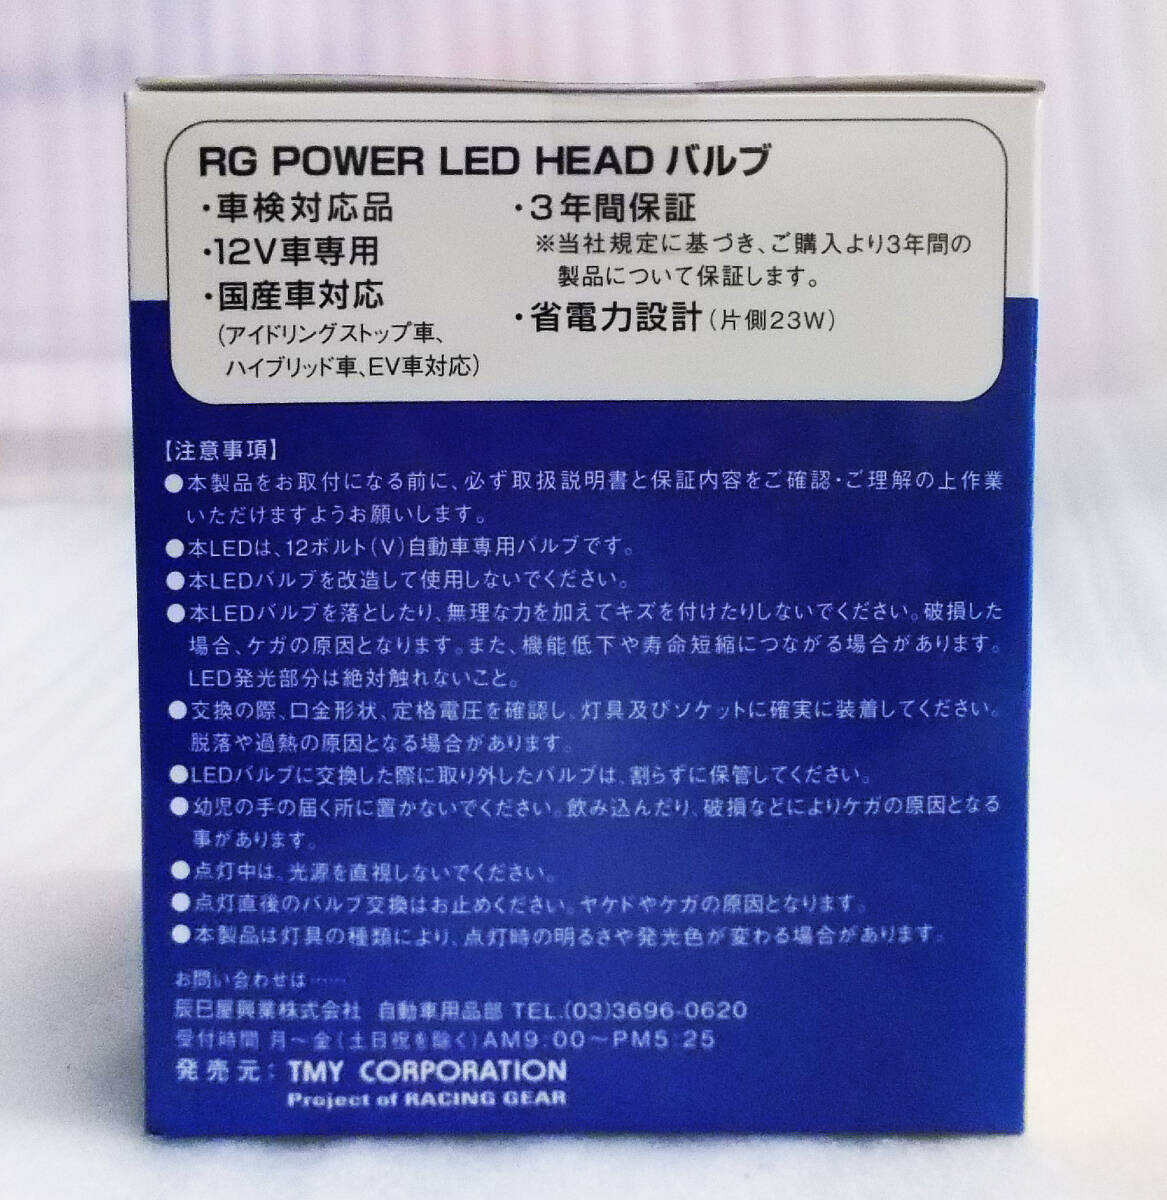 RG POWER LED HEAD バルブ
・車検対応品
・12V車専用
・国産車対応
(アイドリングストップ車、
ハイブリッド車、EV車対応)
・3年間保証
※当社規定に基づき、ご購入より3年間の
製品について保証します。
・省電力設計(片側23W)
【注意事項】
●本製品をお取付になる前に、必ず取扱説明書と保証内容をご確認・ご理解の上作業
いただけますようお願いします。
●本LEDは、12ボルト(V)自動車専用バルブです。
●本LEDバルブを改造して使用しないでください。
●本LEDバルブを落としたり、無理な力を加えてキズを付けたりしないでください。破損した
場合、ケガの原因となります。また、機能低下や寿命短縮につながる場合があります。
LED発光部分は絶対触れないこと。
●交換の際、口金形状、定格電圧を確認し、灯具及びソケットに確実に装着してください。
脱落や過熱の原因となる場合があります。
●LEDバルブに交換した際に取り外したバルブは、割らずに保管してください。
●幼児の手の届く所に置かないでください。飲み込んだり、破損などによりケガの原因となる
事があります。
●点灯中は、光源を直視しないでください。
●点灯直後のバルブ交換はお止めください。ヤケドやケガの原因となります。
●本製品は灯具の種類により、点灯時の明るさや発光色が変わる場合があります。
お問い合わせは……
辰巳屋興業株式会社 自動車用品部 TEL.(03)3696-0620
受付時間 月〜金(土日祝を除く)AM9:00〜PM5:25
発売元: TMY CORPORATION
Project of RACING GEAR